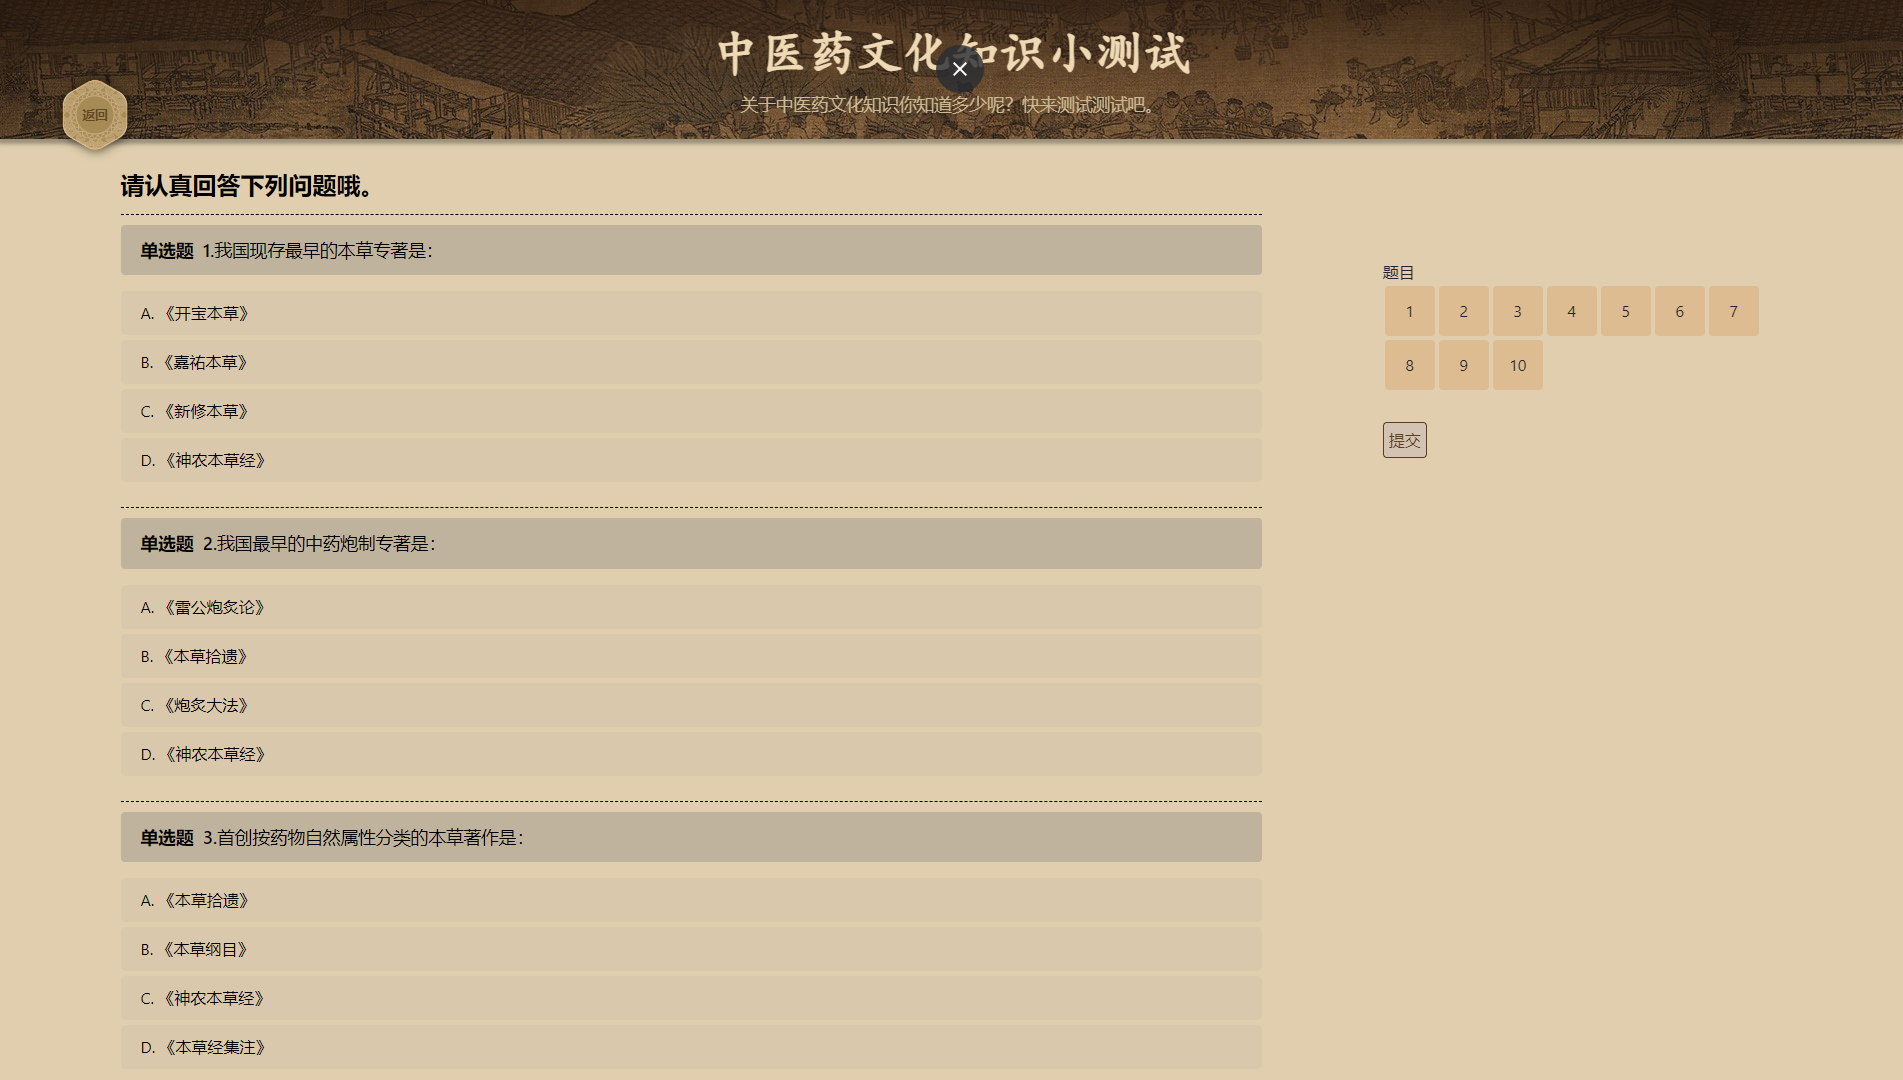 中医药文化知识小测试
关于中医药文化知识你知道多少呢？快来测试测试吧。
返回
请认真回答下列问题哦。
单选题 1.我国现存最早的本草专著是：
A. 《开宝本草》
B. 《嘉祐本草》
C. 《新修本草》
D. 《神农本草经》
单选题 2.我国最早的中药炮制专著是：
A. 《雷公炮炙论》
B. 《本草拾遗》
C. 《炮炙大法》
D. 《神农本草经》
单选题 3.首创按药物自然属性分类的本草著作是：
A. 《本草拾遗》
B. 《本草纲目》
C. 《神农本草经》
D. 《本草经集注》
题目
1 2 3 4 5 6 7
8 9 10
提交